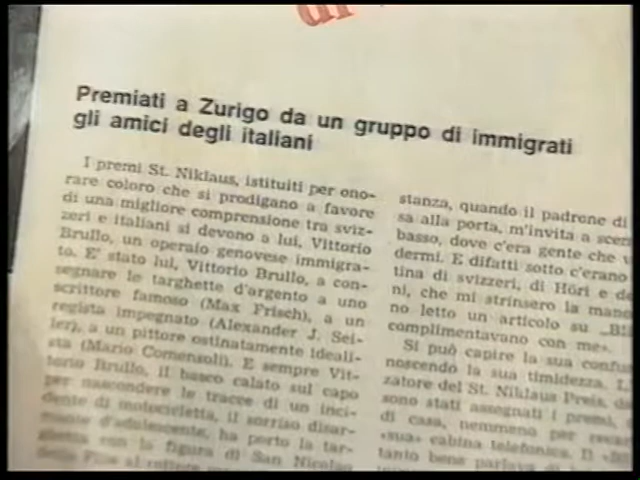 di
Premiati a Zurigo da un gruppo di immigrati
gli amici degli italiani
I premi St. Niklaus, istituiti per ono-
rare coloro che si prodigano a favore
di una migliore comprensione tra sviz-
zeri e italiani si devono a lui, Vittorio
Brullo, un operaio genovese immigra-
to. E' stato lui, Vittorio Brullo, a con-
segnare le targhette d'argento a uno
scrittore famoso (Max Frisch), a un
regista impegnato (Alexander J. Sei-
ler), a un pittore ostinatamente ideali-
sta (Mario Comensoli). E sempre Vit-
torio Brullo, il basco calato sul capo
per nascondere le tracce di un inci-
dente di motocicletta, il sorriso disar-
mante d'adolescente, ha porto la tar-
ghetta con la figura di San Nicolao
stanza, quando il padrone di
sa alla porta, m'invita a scen
basso, dove c'era gente che v
dermi. E difatti sotto c'erano
tina di svizzeri, di Höri e de
ni, che mi strinsero la mano
no letto un articolo su
complimentavano con me».
Si può capire la sua confus
noscendo la sua timidezza. L
zatore del St. Niklaus Preis, d
sono stati assegnati i premi,
di casa, nemmeno per
«sua» cabina telefonica. Il
tanto bene parlava di